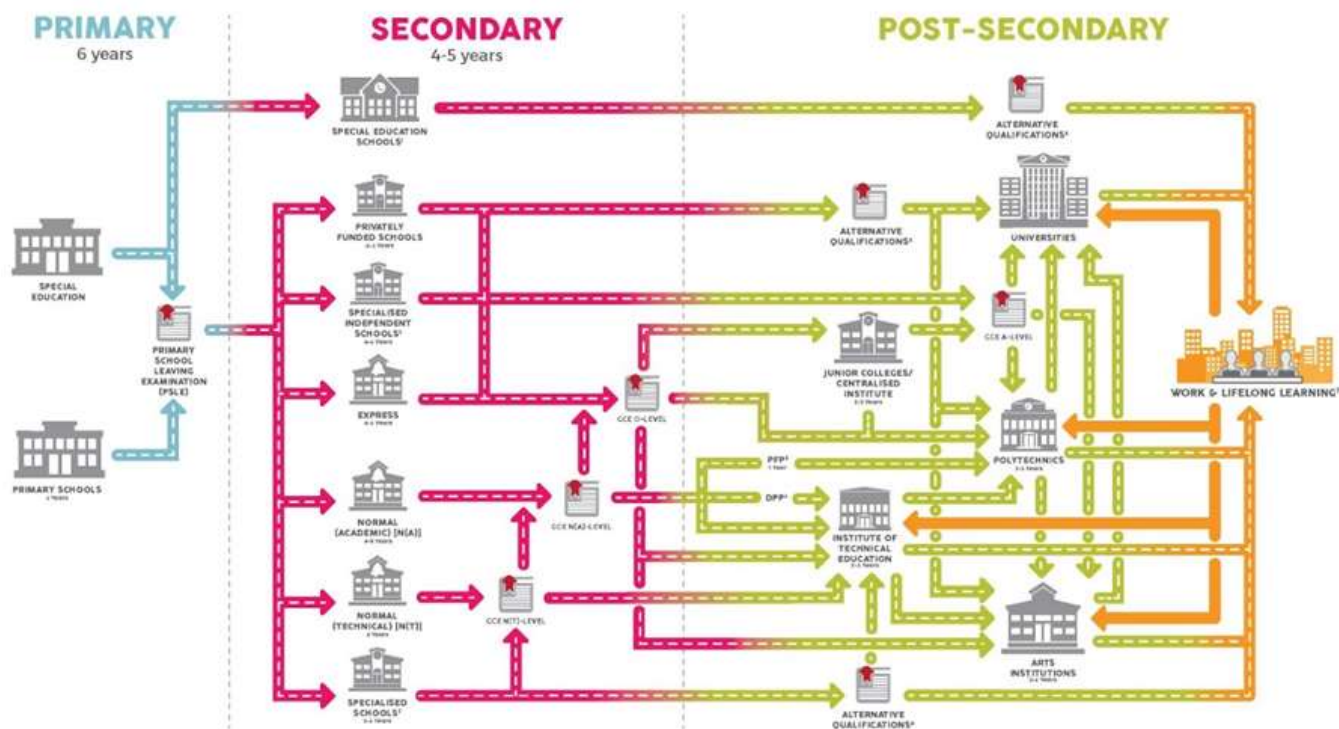 PRIMARY
6 years
SECONDARY
4-5 years
POST-SECONDARY
SPECIAL EDUCATION
SCHOOLS
ALTERNATIVE
QUALIFICATIONS
PRIVATELY
FUNDED SCHOOLS
ALTERNATIVE
QUALIFICATIONS
UNIVERSITIES
SPECIAL
EDUCATION
PRIMARY
SCHOOL
LEAVING
EXAMINATION
(PSLE)
SPECIALISED
INDEPENDENT
SCHOOLS
GCE A-LEVEL
JUNIOR COLLEGES/
CENTRALISED
INSTITUTE
WORK & LIFELONG LEARNING
EXPRESS
GCE O-LEVEL
POLYTECHNICS
PRIMARY SCHOOLS
PFP
DPP
NORMAL
(ACADEMIC) [N(A)]
GCE N(A)-LEVEL
INSTITUTE OF
TECHNICAL
EDUCATION
NORMAL
(TECHNICAL) [N(T)]
GCE N(T)-LEVEL
ARTS
INSTITUTIONS
SPECIALISED
SCHOOLS
ALTERNATIVE
QUALIFICATIONS